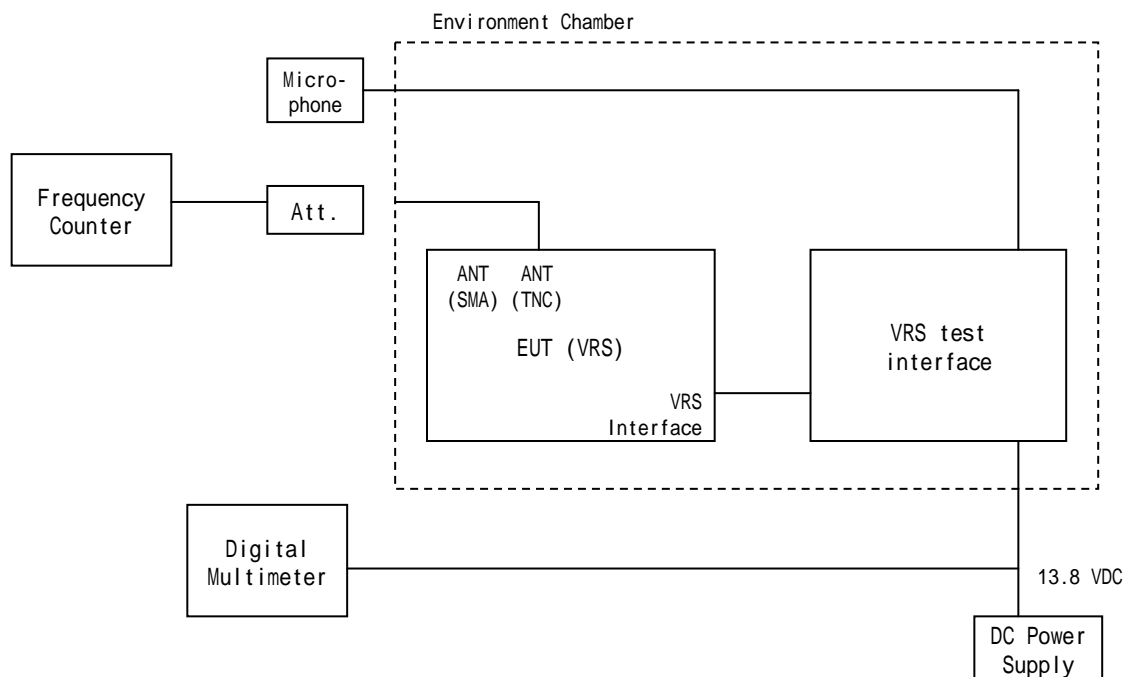 Environment Chamber
Micro-
phone
Frequency
Counter
Att.
ANT ANT
(SMA) (TNC)
EUT (VRS)
VRS
Interface
VRS test
interface
Digital
Multimeter
13.8 VDC
DC Power
Supply